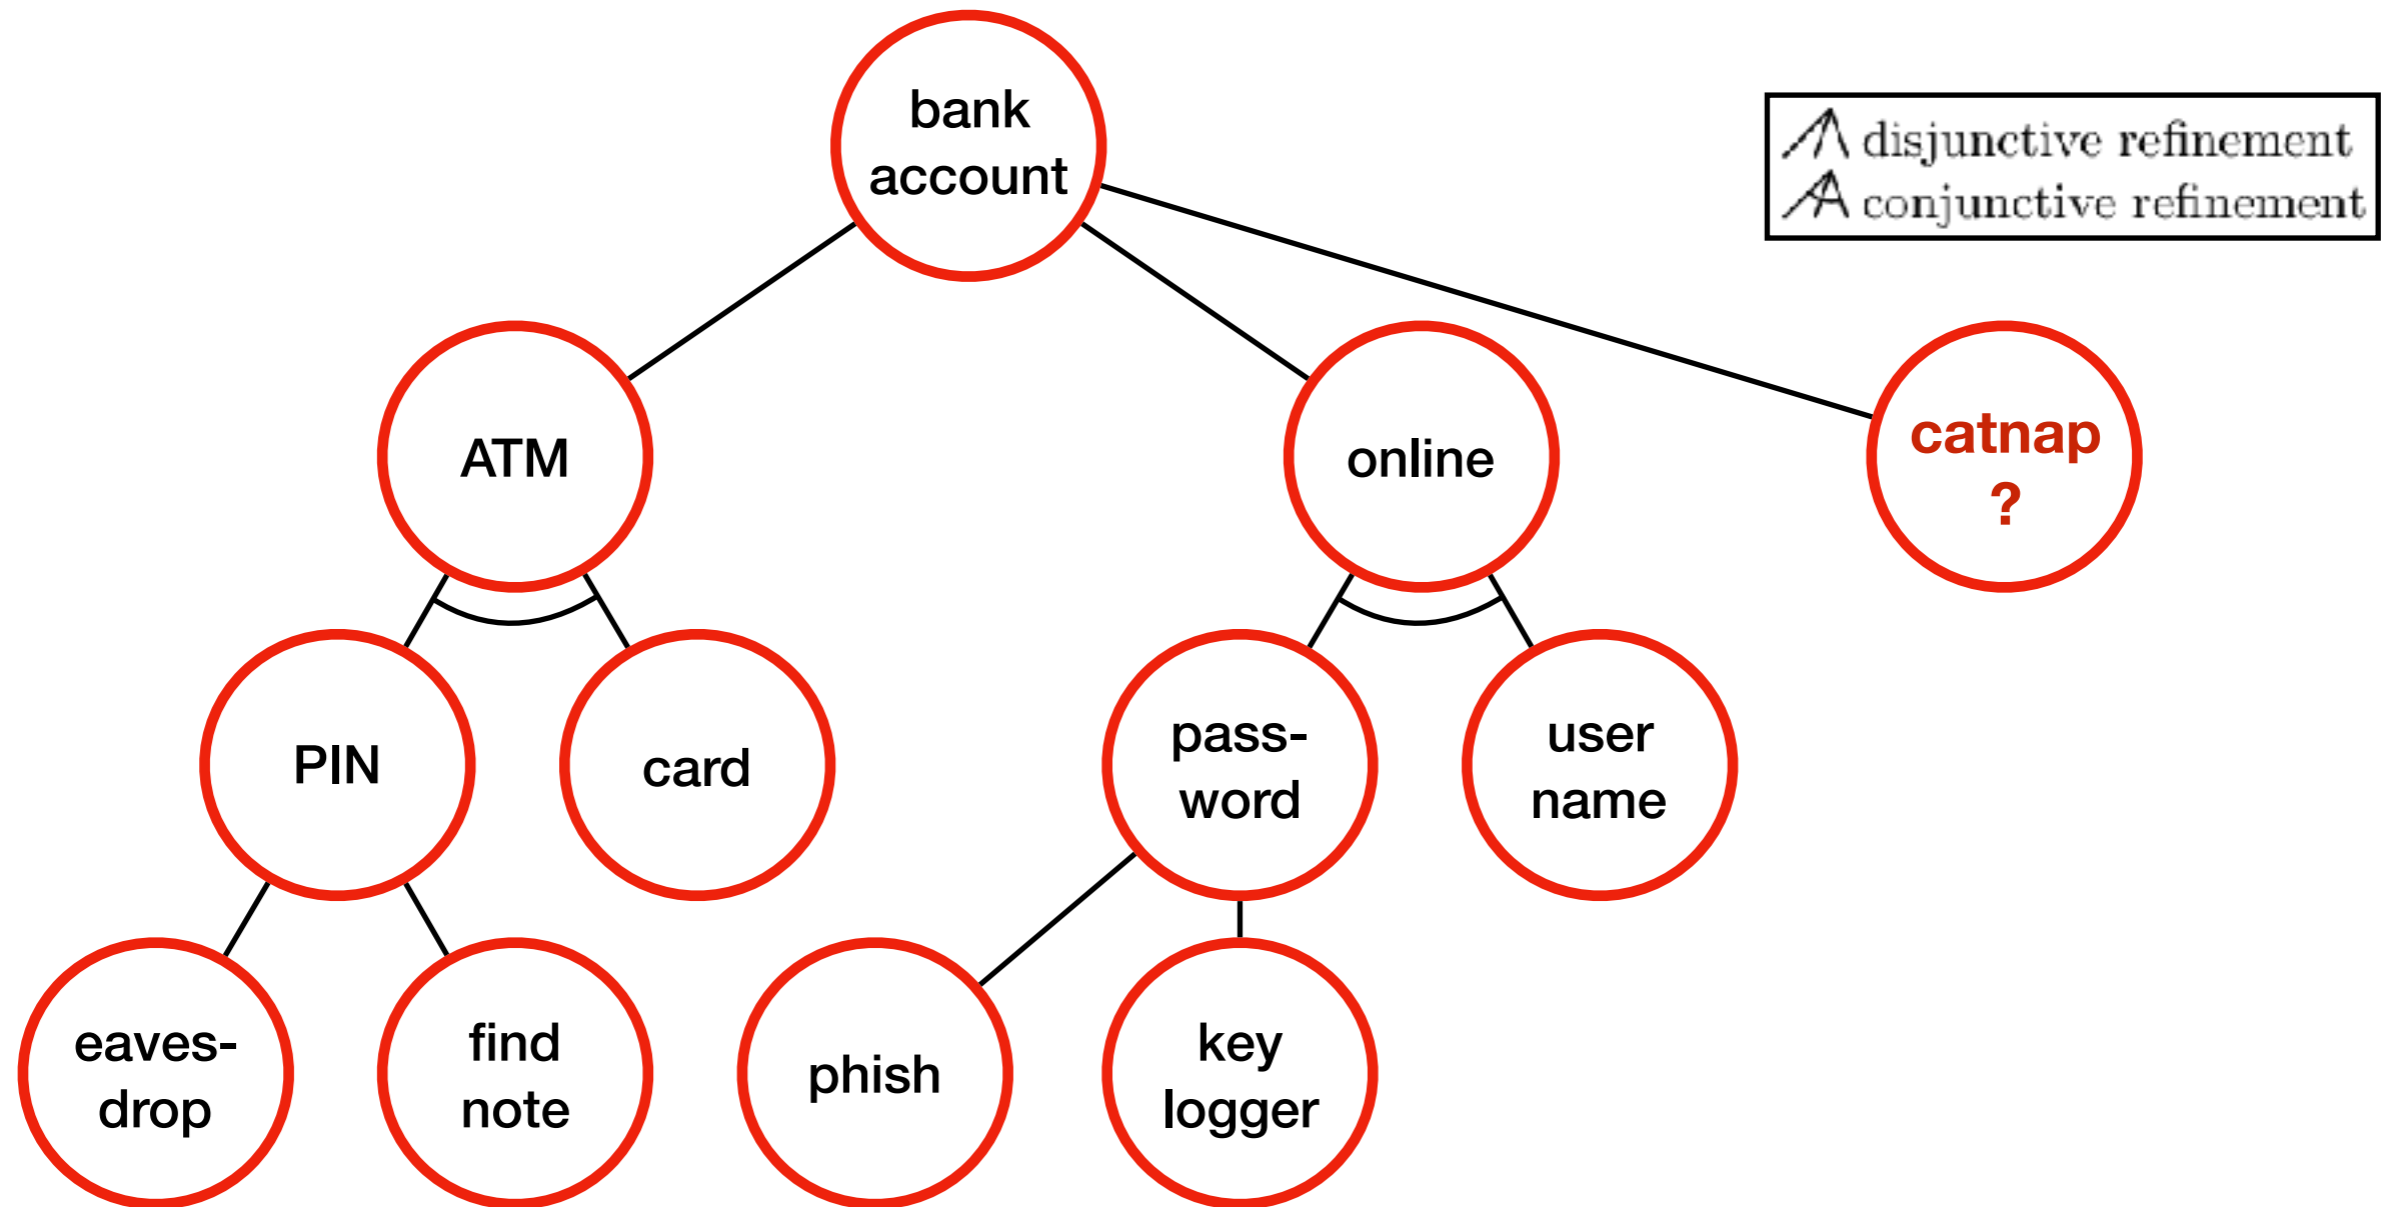 bank
account
disjunctive refinement
conjunctive refinement
ATM
online
catnap
?
PIN
card
pass-
word
user
name
eaves-
drop
find
note
phish
key
logger